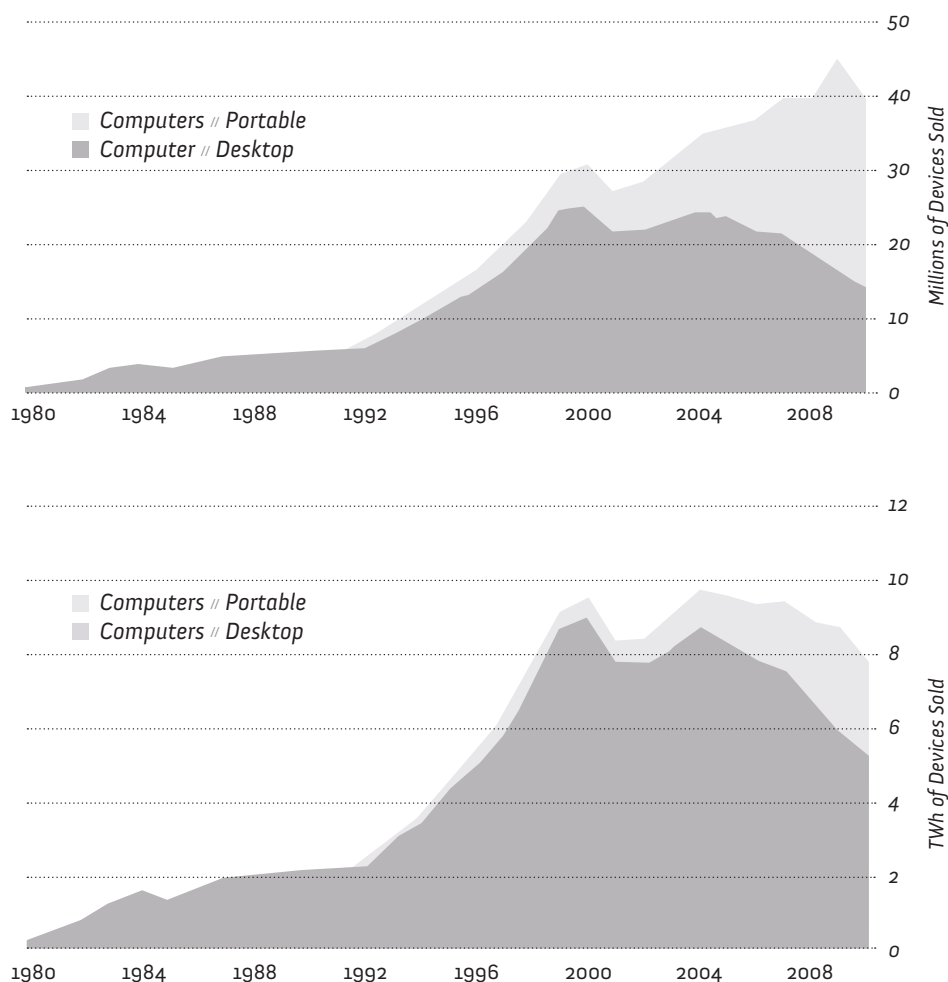 50
40
30
20
10
0
Millions of Devices Sold
Computers // Portable
Computer // Desktop
1980 1984 1988 1992 1996 2000 2004 2008
12
10
8
6
4
2
0
TWh of Devices Sold
Computers // Portable
Computers // Desktop
1980 1984 1988 1992 1996 2000 2004 2008